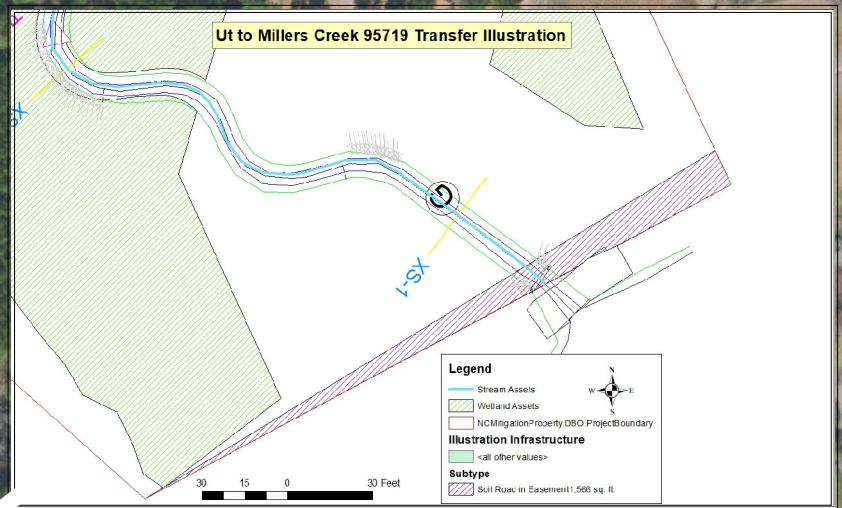 Ut to Millers Creek 95719 Transfer Illustration
G
XS-1
Legend
N
W E
S
Stream Assets
Wetland Assets
NCMitigationProperty.DBO.ProjectBoundary
Illustration Infrastructure
<all other values>
Subtype
Soil Road in Easement1,566 sq. ft.
30 15 0 30 Feet